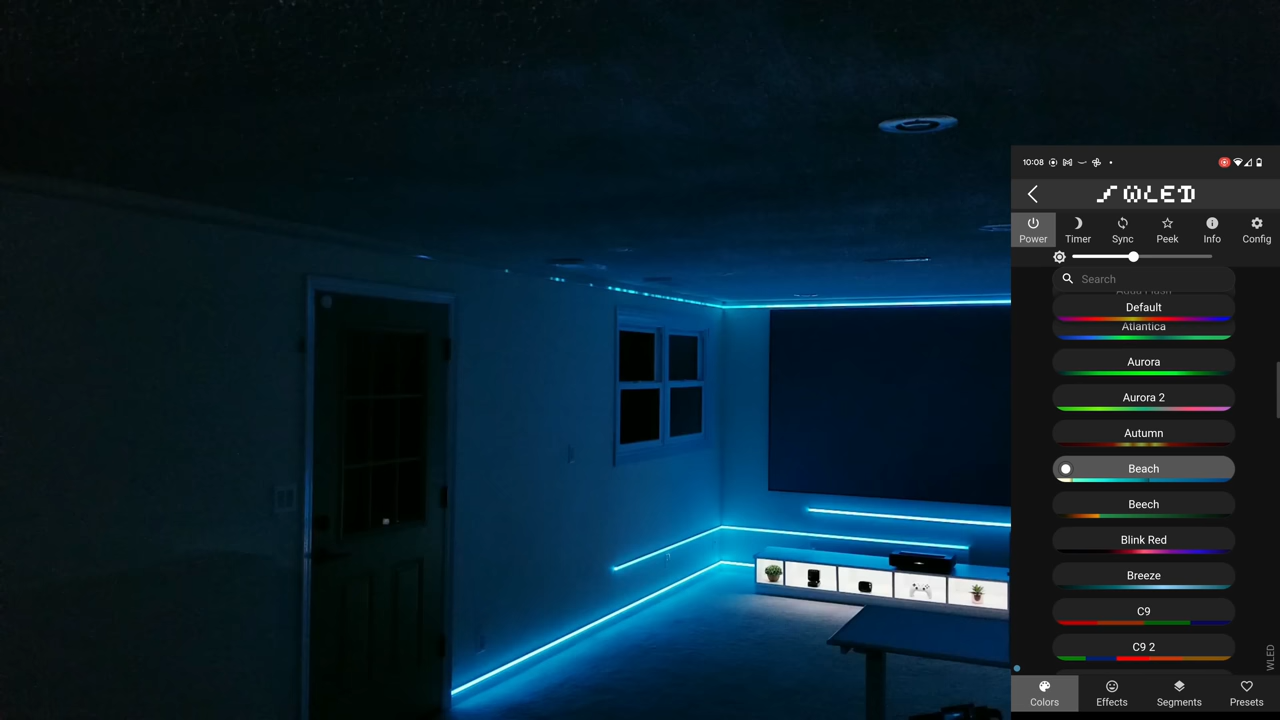 10:08
WLED
Power Timer Sync Peek Info Config
Search
Default
Atlantica
Aurora
Aurora 2
Autumn
Beach
Beech
Blink Red
Breeze
C9
C9 2
WLED
Colors Effects Segments Presets